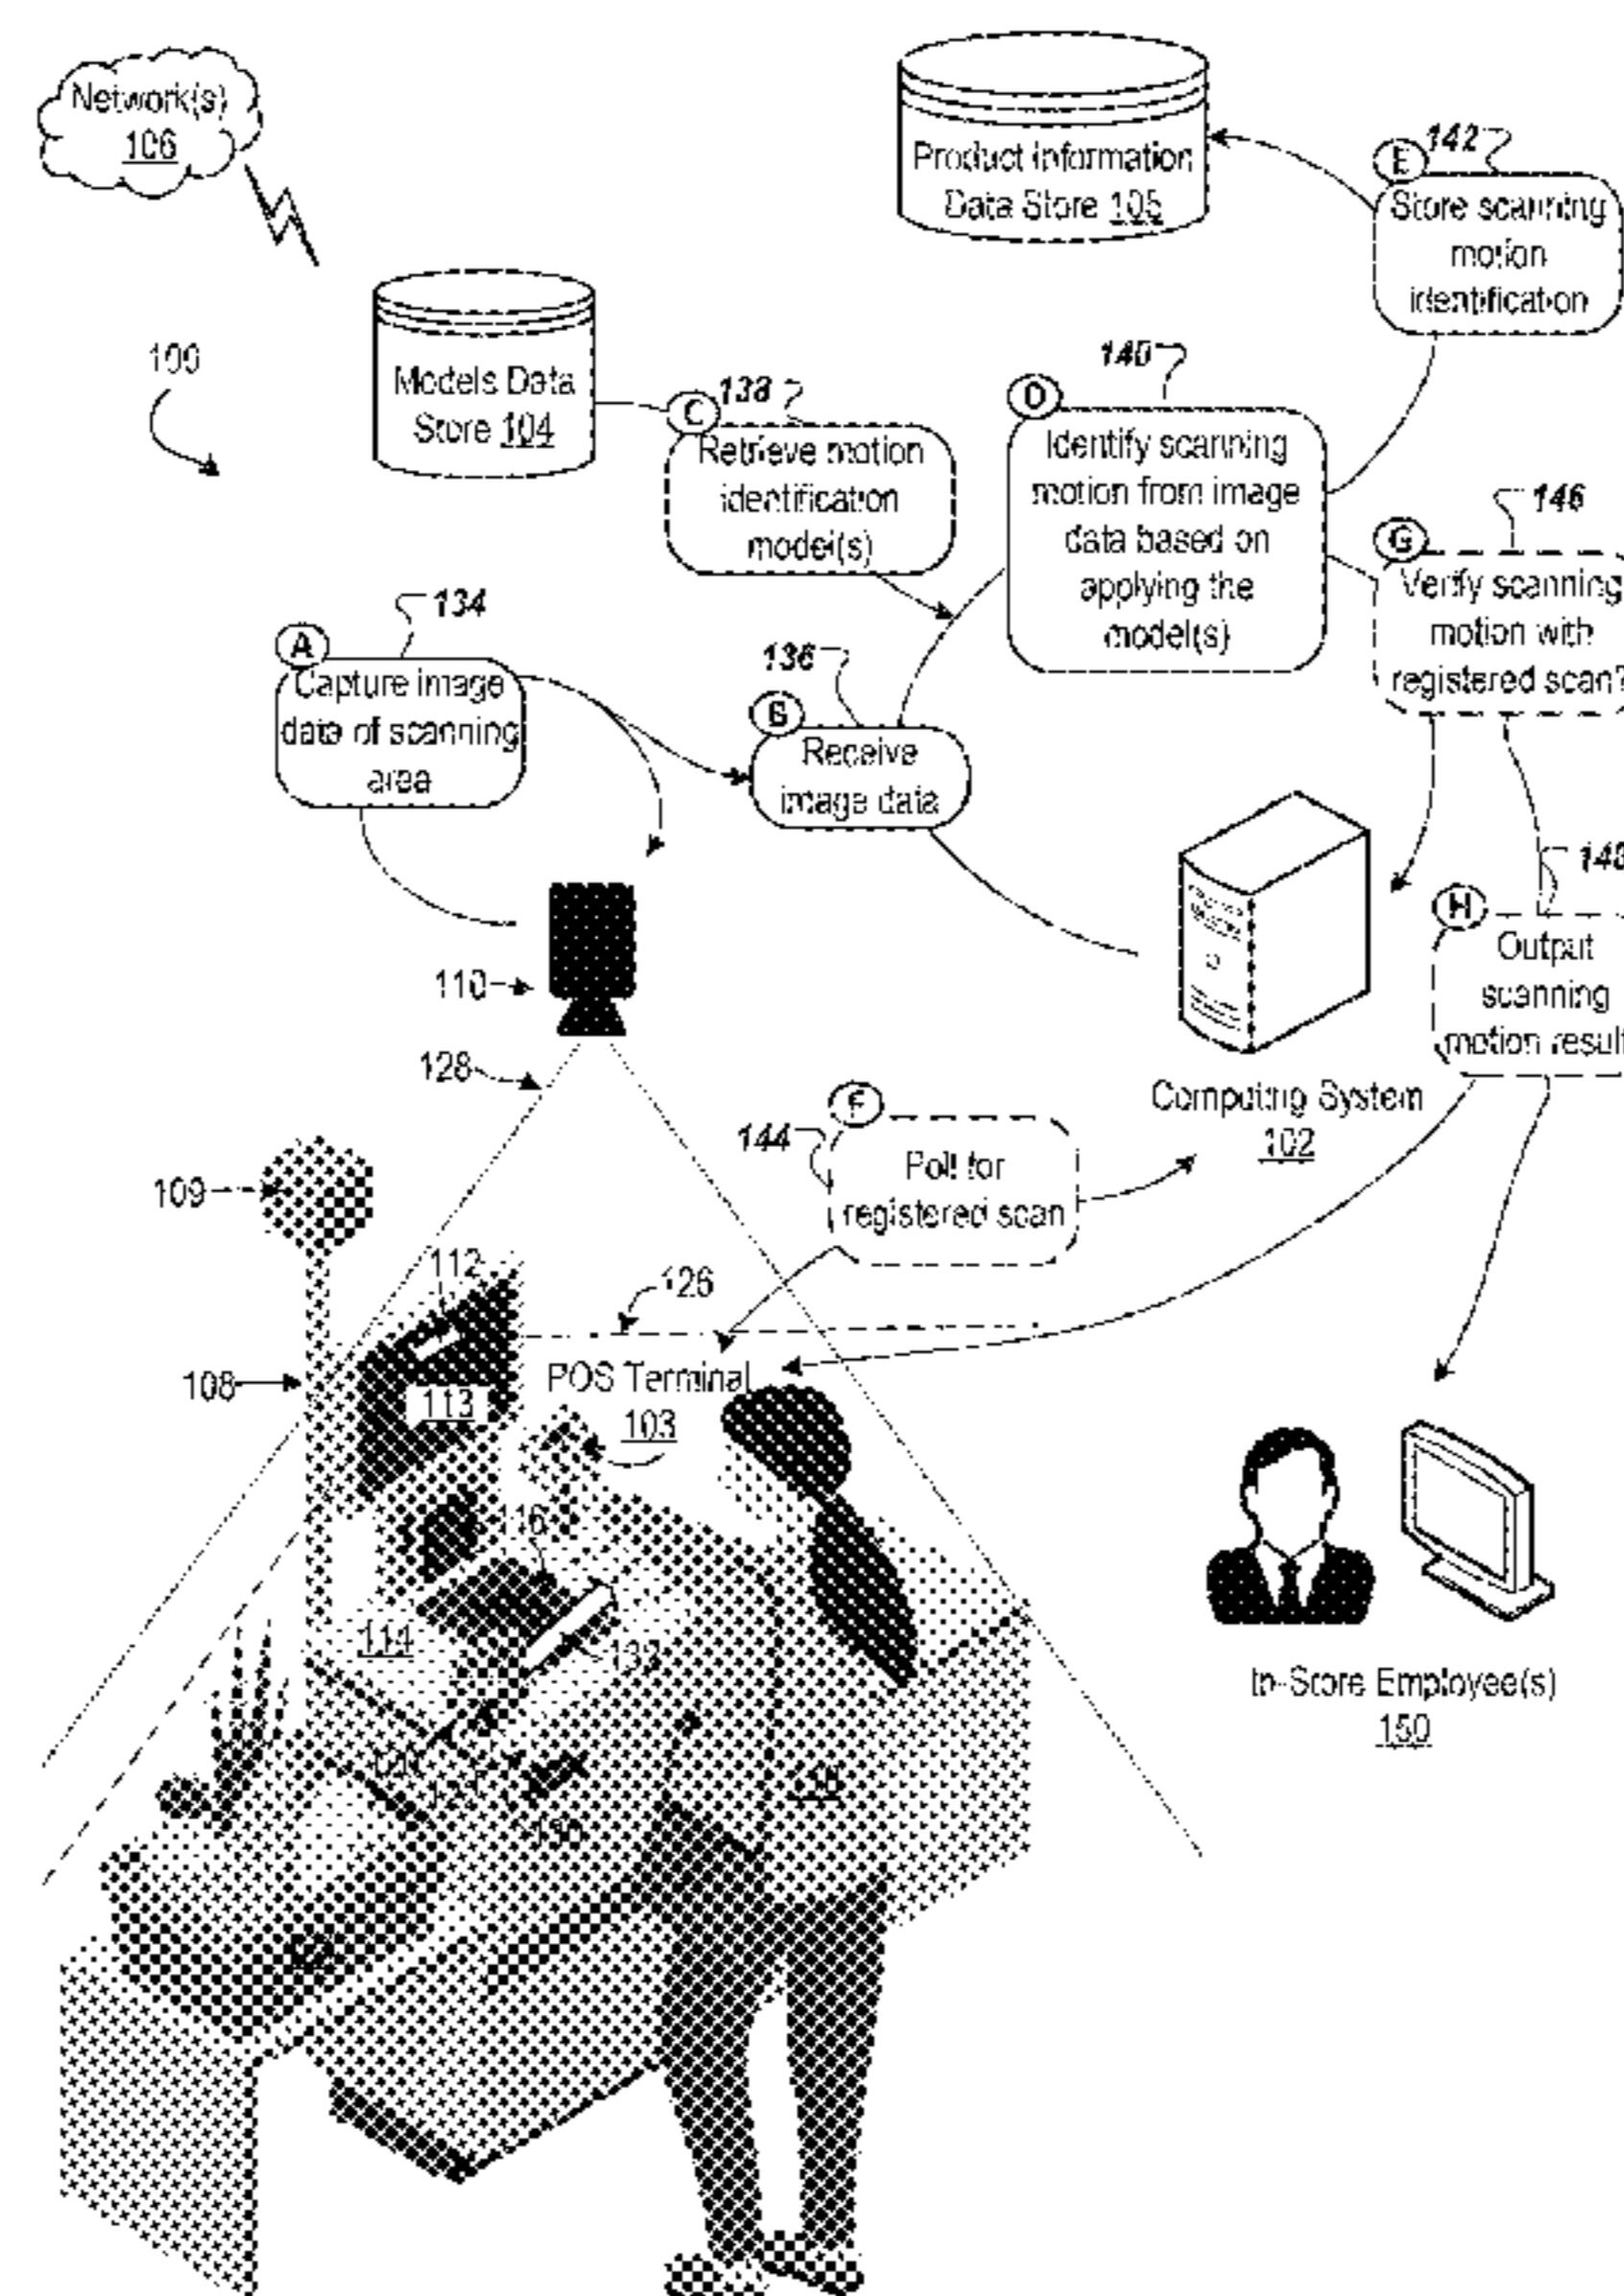 Network(s)
106
Product Information
Data Store 105
E
142
Store scanning
motion
identification
100
Models Data
Store 104
C
138
Retrieve motion
identification
model(s)
D
140
Identify scanning
motion from image
data based on
applying the
model(s)
G
146
Verify scanning
motion with
registered scan?
A
134
Capture image
data of scanning
area
B
136
Receive
image data
H
148
Output
scanning
motion result
110
128
Computing System
102
F
144
Poll for
registered scan
109
112
126
108
113
POS Terminal
103
116
114
132
In-Store Employee(s)
150